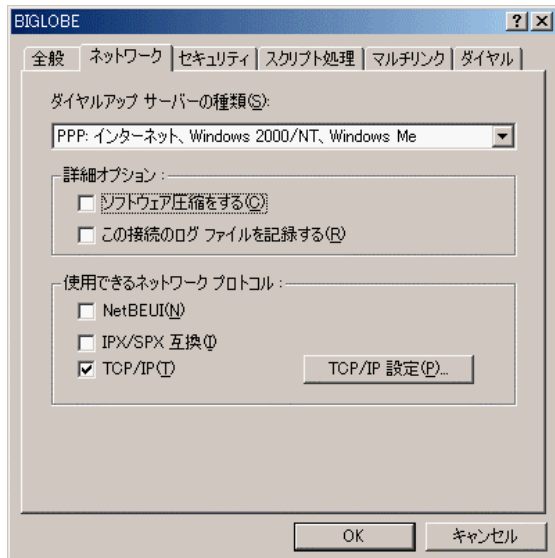 BIGLOBE
全般 ネットワーク セキュリティ スクリプト処理 マルチリンク ダイヤル
ダイヤルアップ サーバーの種類(S):
PPP: インターネット、Windows 2000/NT、Windows Me
詳細オプション :
ソフトウェア圧縮をする(C)
この接続のログ ファイルを記録する(R)
使用できるネットワーク プロトコル :
NetBEUI(N)
IPX/SPX 互換(I)
TCP/IP(T) TCP/IP 設定(P)...
OK キャンセル